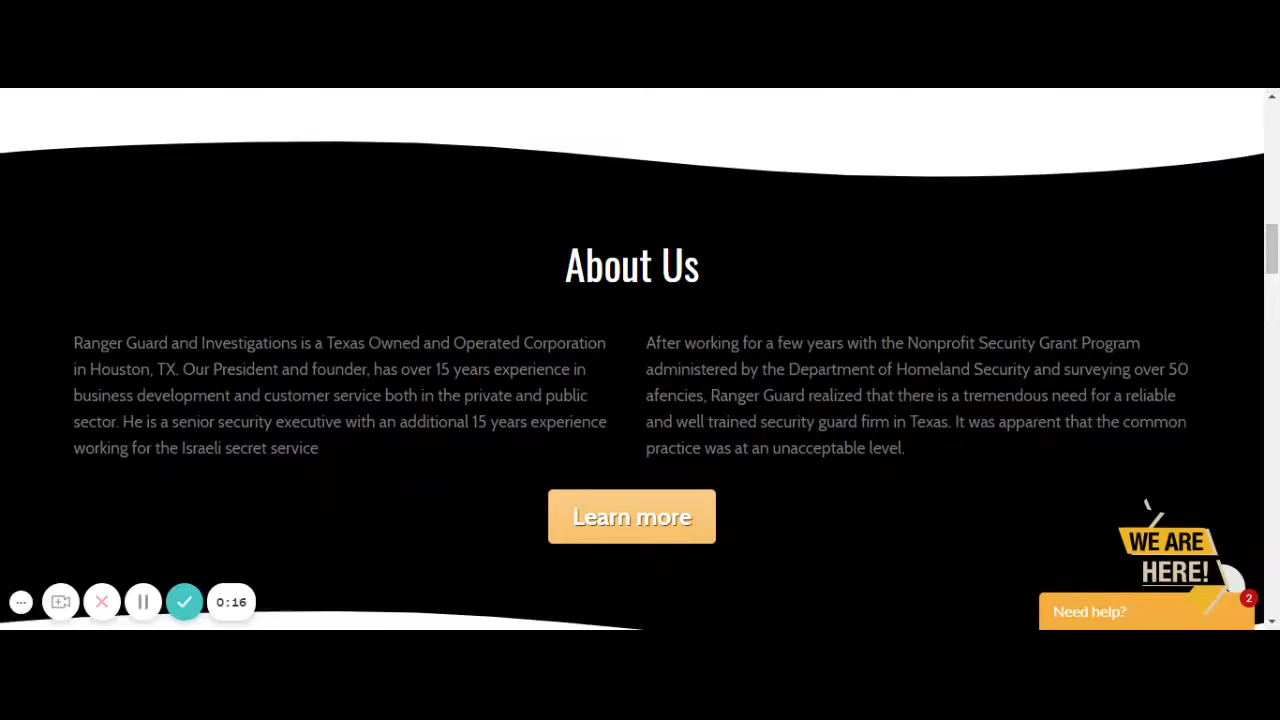 About Us
Ranger Guard and Investigations is a Texas Owned and Operated Corporation
in Houston, TX. Our President and founder, has over 15 years experience in
business development and customer service both in the private and public
sector. He is a senior security executive with an additional 15 years experience
working for the Israeli secret service
After working for a few years with the Nonprofit Security Grant Program
administered by the Department of Homeland Security and surveying over 50
afencies, Ranger Guard realized that there is a tremendous need for a reliable
and well trained security guard firm in Texas. It was apparent that the common
practice was at an unacceptable level.
Learn more
WE ARE
HERE!
2
Need help?
0:16